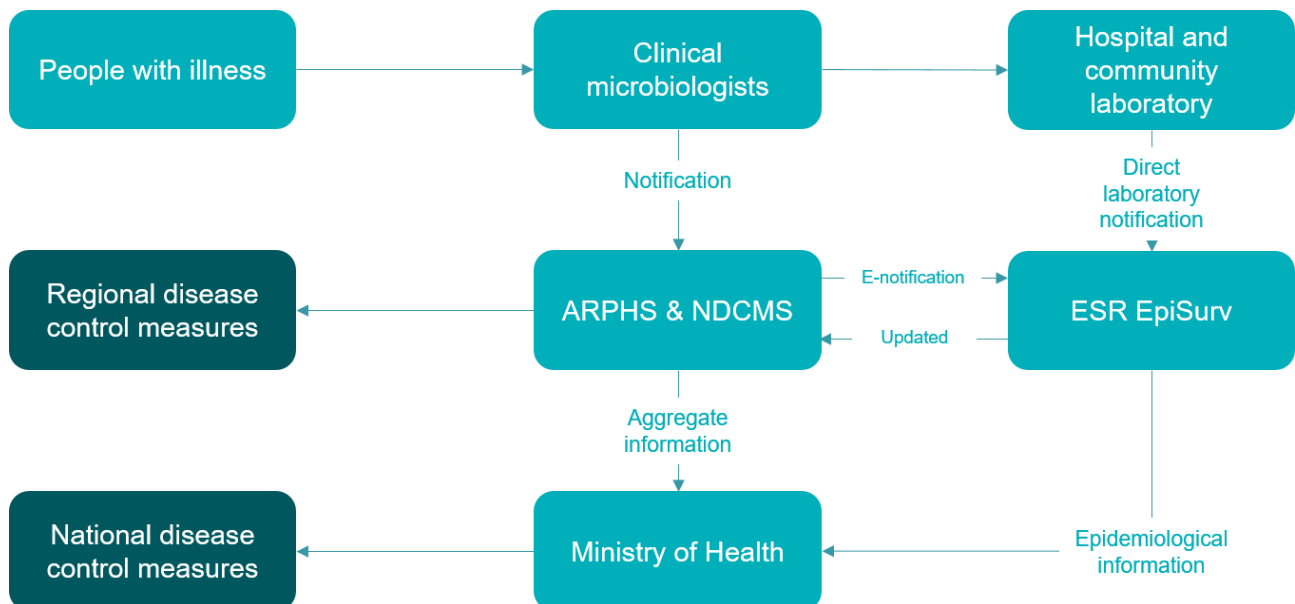 People with illness
Clinical
microbiologists
Hospital and
community
laboratory
Notification
Direct
laboratory
notification
Regional disease
control measures
ARPHS & NDCMS
E-notification
Updated
ESR EpiSurv
Aggregate
information
National disease
control measures
Ministry of Health
Epidemiological
information